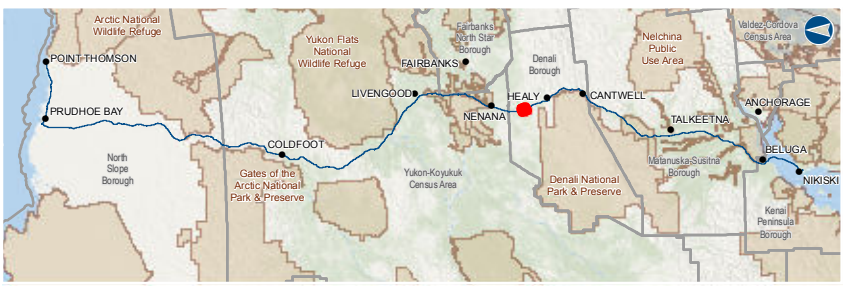 Arctic National
Wildlife Refuge
POINT THOMSON
PRUDHOE BAY
North
Slope
Borough
COLDFOOT
Gates of the
Arctic National
Park & Preserve
Yukon Flats
National
Wildlife Refuge
LIVENGOOD
FAIRBANKS
Fairbanks
North Star
Borough
NENANA
Yukon-Koyukuk
Census Area
Denali
Borough
HEALY
CANTWELL
Denali National
Park & Preserve
Nelchina
Public
Use Area
TALKEETNA
Matanuska-Susitna
Borough
Valdez-Cordova
Census Area
ANCHORAGE
BELUGA
NIKISKI
Kenai
Peninsula
Borough